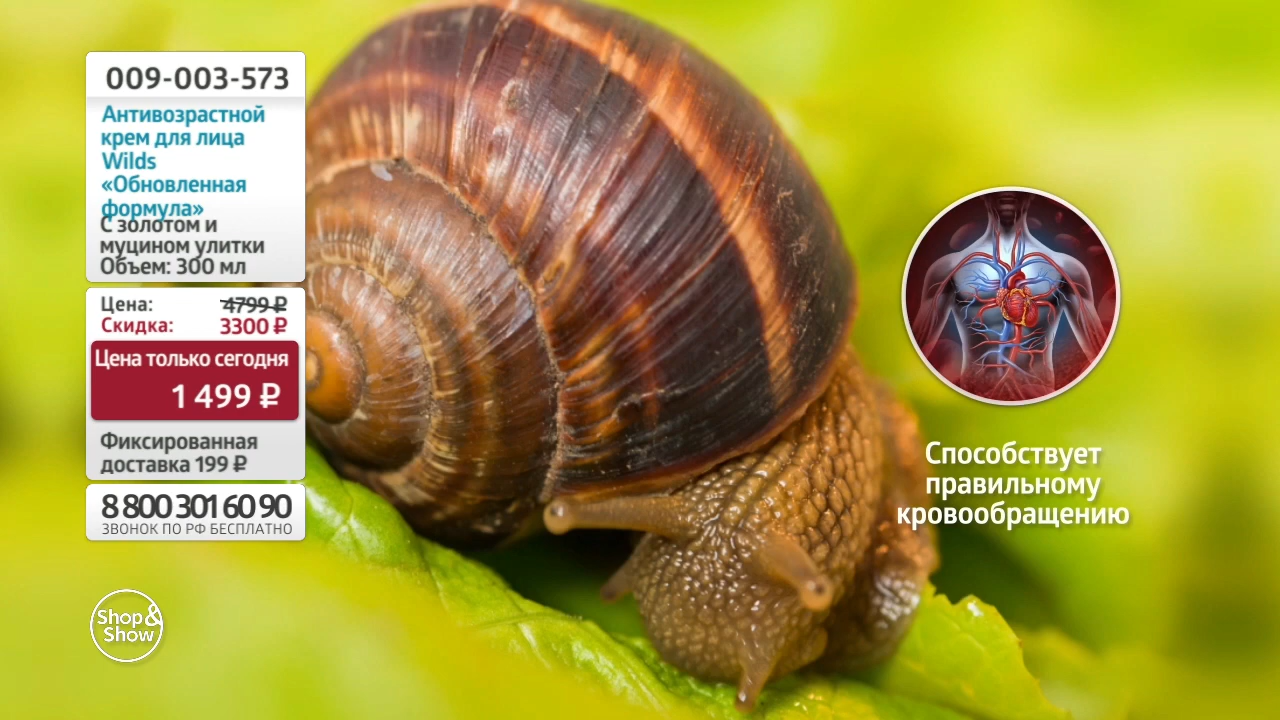 009-003-573
Антивозрастной
крем для лица
Wilds
«Обновленная
формула»
С золотом и
муцином улитки
Объем: 300 мл
Цена: 4799 ₽
Скидка: 3300 ₽
Цена только сегодня
1 499 ₽
Фиксированная
доставка 199 ₽
8 800 301 60 90
ЗВОНОК ПО РФ БЕСПЛАТНО
Shop&
Show
Способствует
правильному
кровообращению